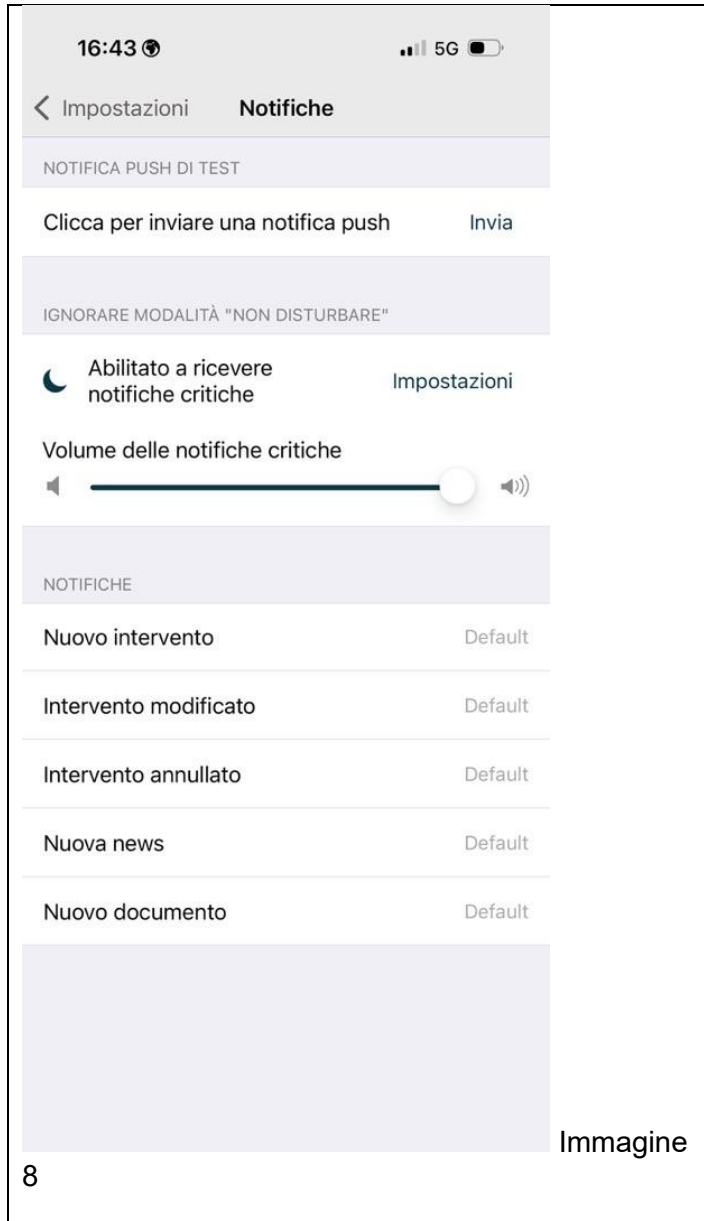 16:43 5G
Impostazioni Notifiche
NOTIFICA PUSH DI TEST
Clicca per inviare una notifica push Invia
IGNORARE MODALITÀ "NON DISTURBARE"
Abilitato a ricevere
notifiche critiche
Impostazioni
Volume delle notifiche critiche
NOTIFICHE
Nuovo intervento Default
Intervento modificato Default
Intervento annullato Default
Nuova news Default
Nuovo documento Default
Immagine
8